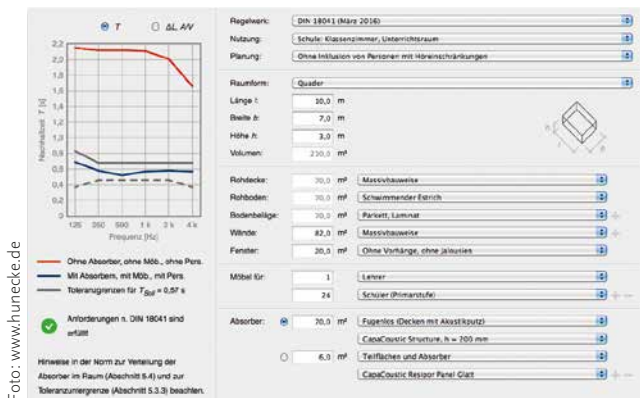 T
ΔL, A/V
2,2
2,0
1,8
1,6
1,4
1,2
1,0
0,8
0,6
0,4
0,2
0
Nachhallzeit T [s]
125 250 500 1 k 2 k 4 k
Frequenz [Hz]
Ohne Absorber, ohne Möb., ohne Pers.
Mit Absorbern, mit Möb., mit Pers.
Toleranzgrenzen für TSoll = 0,57 s
Anforderungen n. DIN 18041 sind
erfüllt
Hinweise in der Norm zur Verteilung der
Absorber im Raum (Abschnitt 5.4) und zur
Toleranzuntergrenze (Abschnitt 5.3.3) beachten.
Regelwerk: DIN 18041 (März 2016)
Nutzung: Schule: Klassenzimmer, Unterrichtsraum
Planung: Ohne Inklusion von Personen mit Höreinschränkungen
Raumform: Quader
Länge l: 10,0 m
Breite b: 7,0 m
Höhe h: 3,0 m
Volumen: 210,0 m³
Rohdecke: 70,0 m² Massivbauweise
Rohboden: 70,0 m² Schwimmender Estrich
Bodenbeläge: 70,0 m² Parkett, Laminat
Wände: 82,0 m² Massivbauweise
Fenster: 20,0 m² Ohne Vorhänge, ohne Jalousien
Möbel für: 1 Lehrer
24 Schüler (Primarstufe)
Absorber: 70,0 m² Fugenlos (Decken mit Akustikputz)
CapaCoustic Structure, h = 200 mm
6,0 m² Teilflächen und Absorber
CapaCoustic Resipor Panel Glatt
Foto: www.hunecke.de